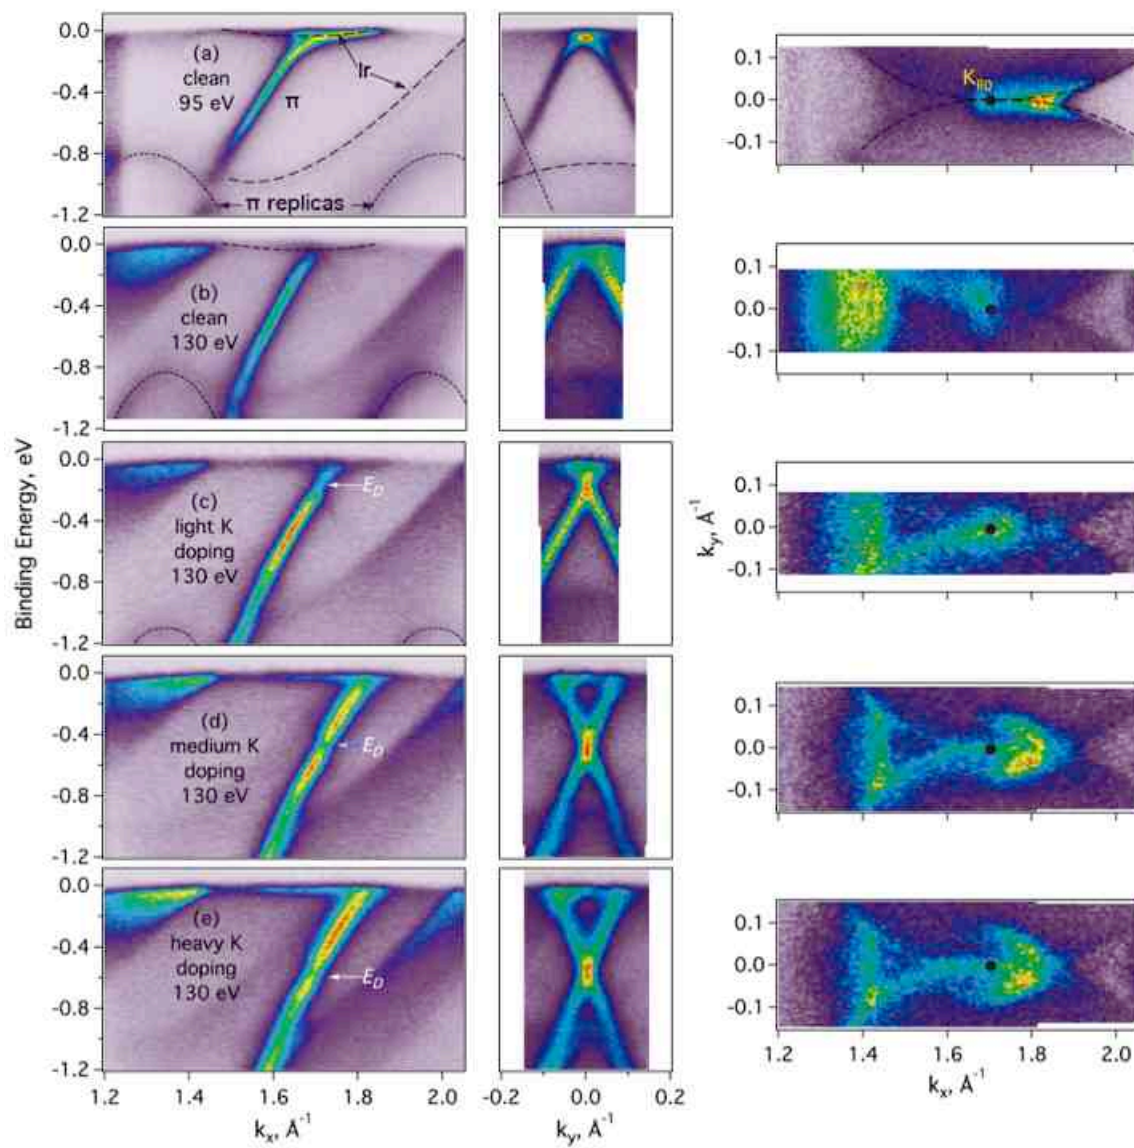 0.0
-0.4
-0.8
-1.2
(a)
clean
95 eV
Ir
π
π replicas
0.1
0.0
-0.1
K||0
0.0
-0.4
-0.8
-1.2
(b)
clean
130 eV
0.1
0.0
-0.1
0.0
-0.4
-0.8
-1.2
(c)
light K
doping
130 eV
E_D
0.1
0.0
-0.1
0.0
-0.4
-0.8
-1.2
(d)
medium K
doping
130 eV
E_D
0.1
0.0
-0.1
0.0
-0.4
-0.8
-1.2
(e)
heavy K
doping
130 eV
E_D
0.1
0.0
-0.1
Binding Energy, eV
k_y, Å⁻¹
1.2 1.4 1.6 1.8 2.0
k_x, Å⁻¹
-0.2 0.0 0.2
k_y, Å⁻¹
1.2 1.4 1.6 1.8 2.0
k_x, Å⁻¹